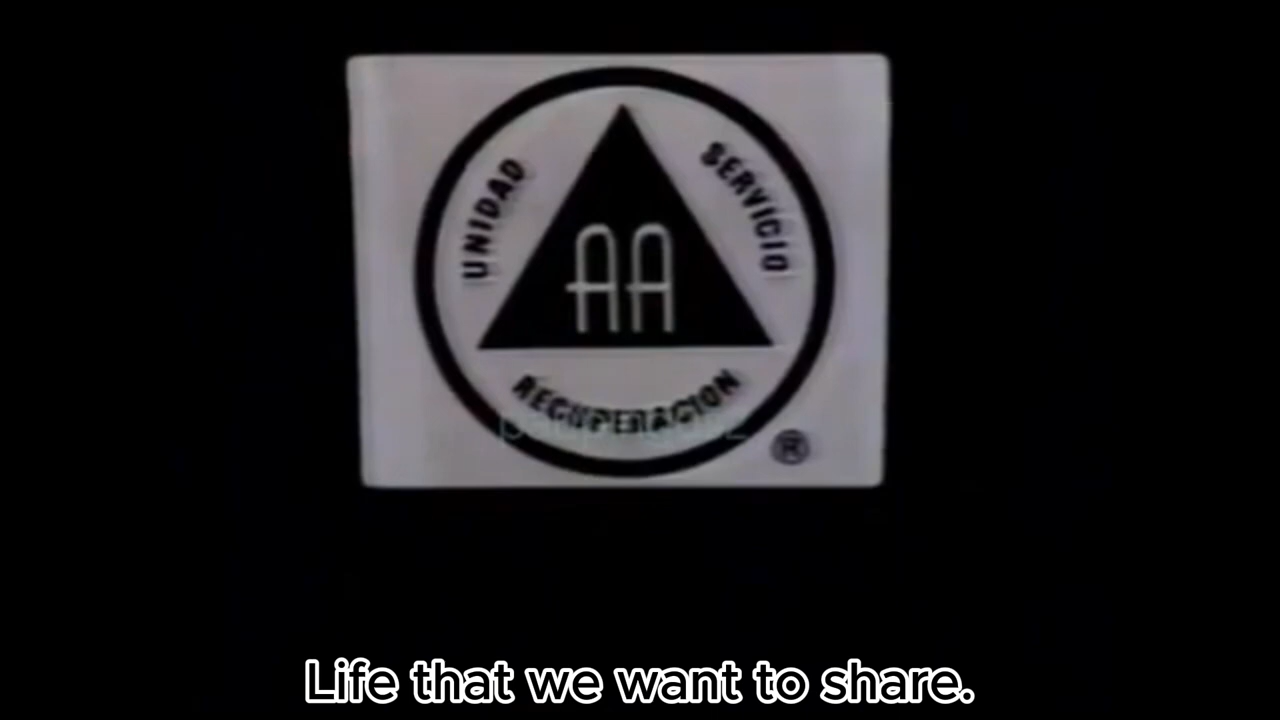 UNIDAD
SERVICIO
AA
RECUPERACION
®
Life that we want to share.